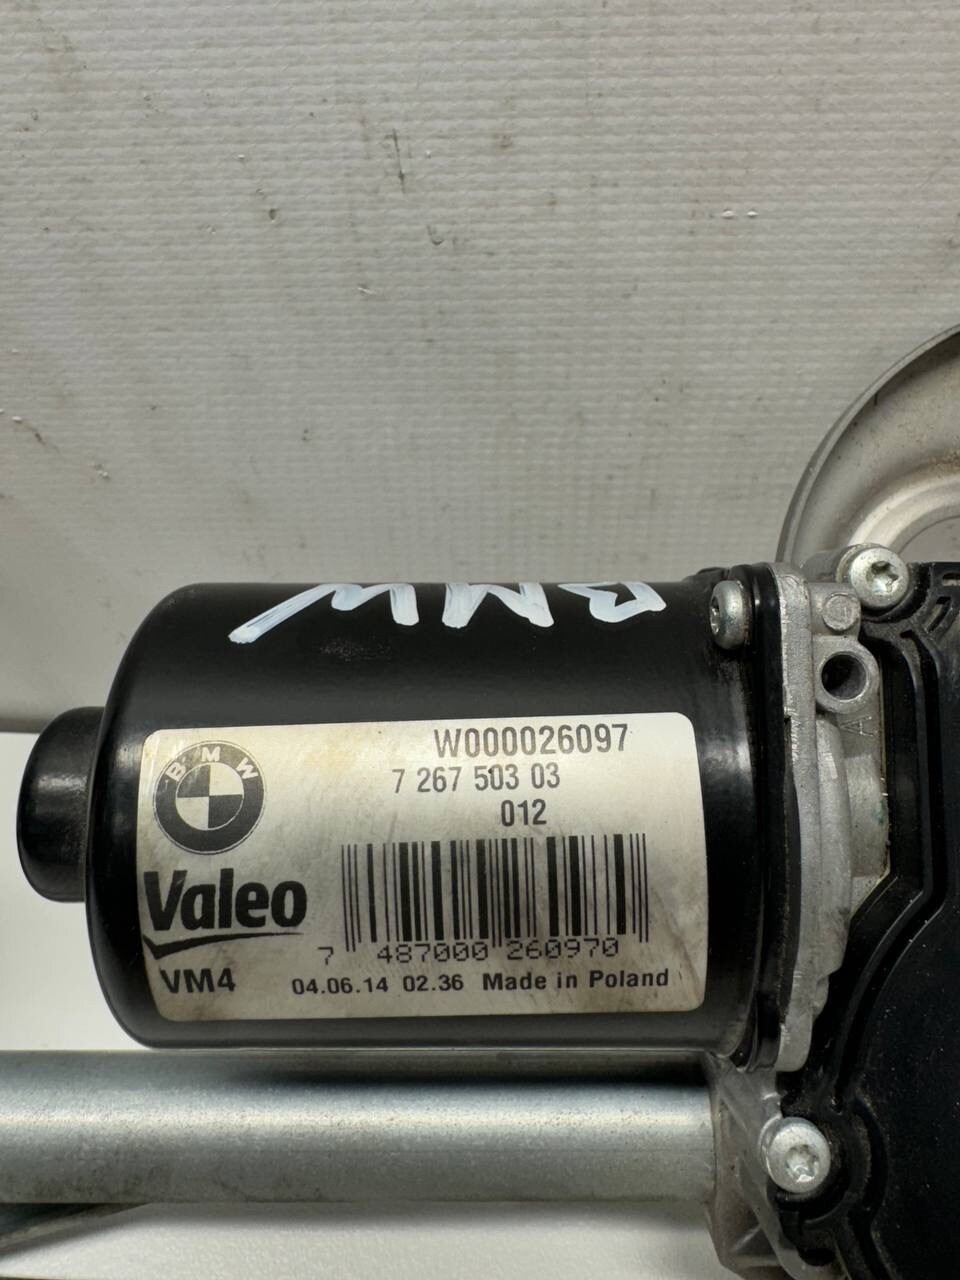 BMW
W000026097
7 267 503 03
012
BMW
Valeo
7 487000 260970
VM4
04.06.14 02.36 Made in Poland
A